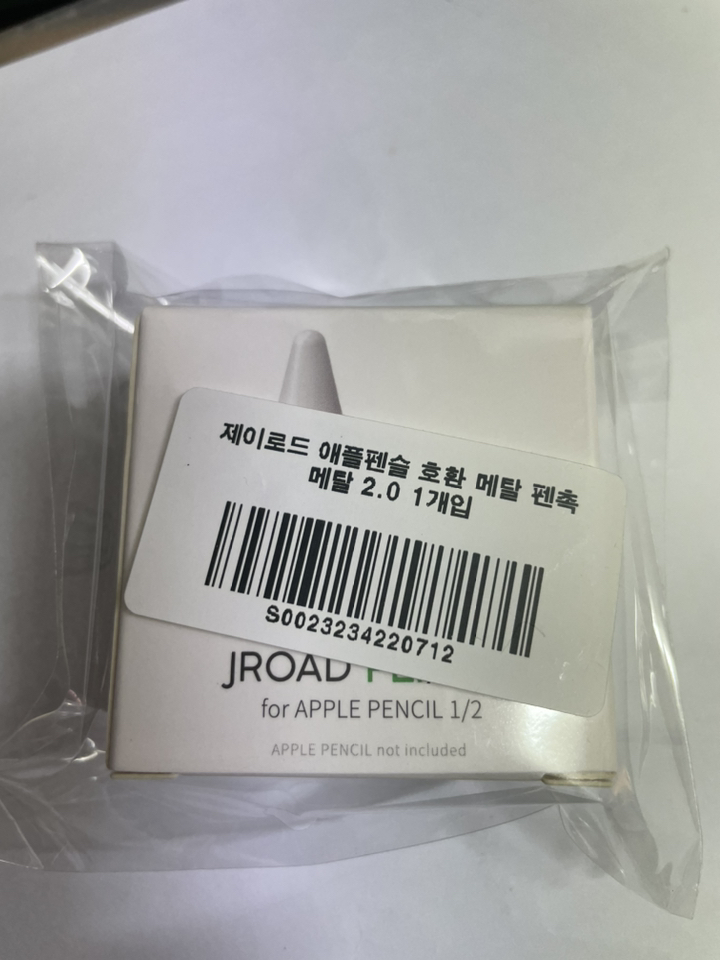 제이로드 애플펜슬 호환 메탈 펜촉
메탈 2.0 1개입
S0023234220712
JROAD
for APPLE PENCIL 1/2
APPLE PENCIL not included